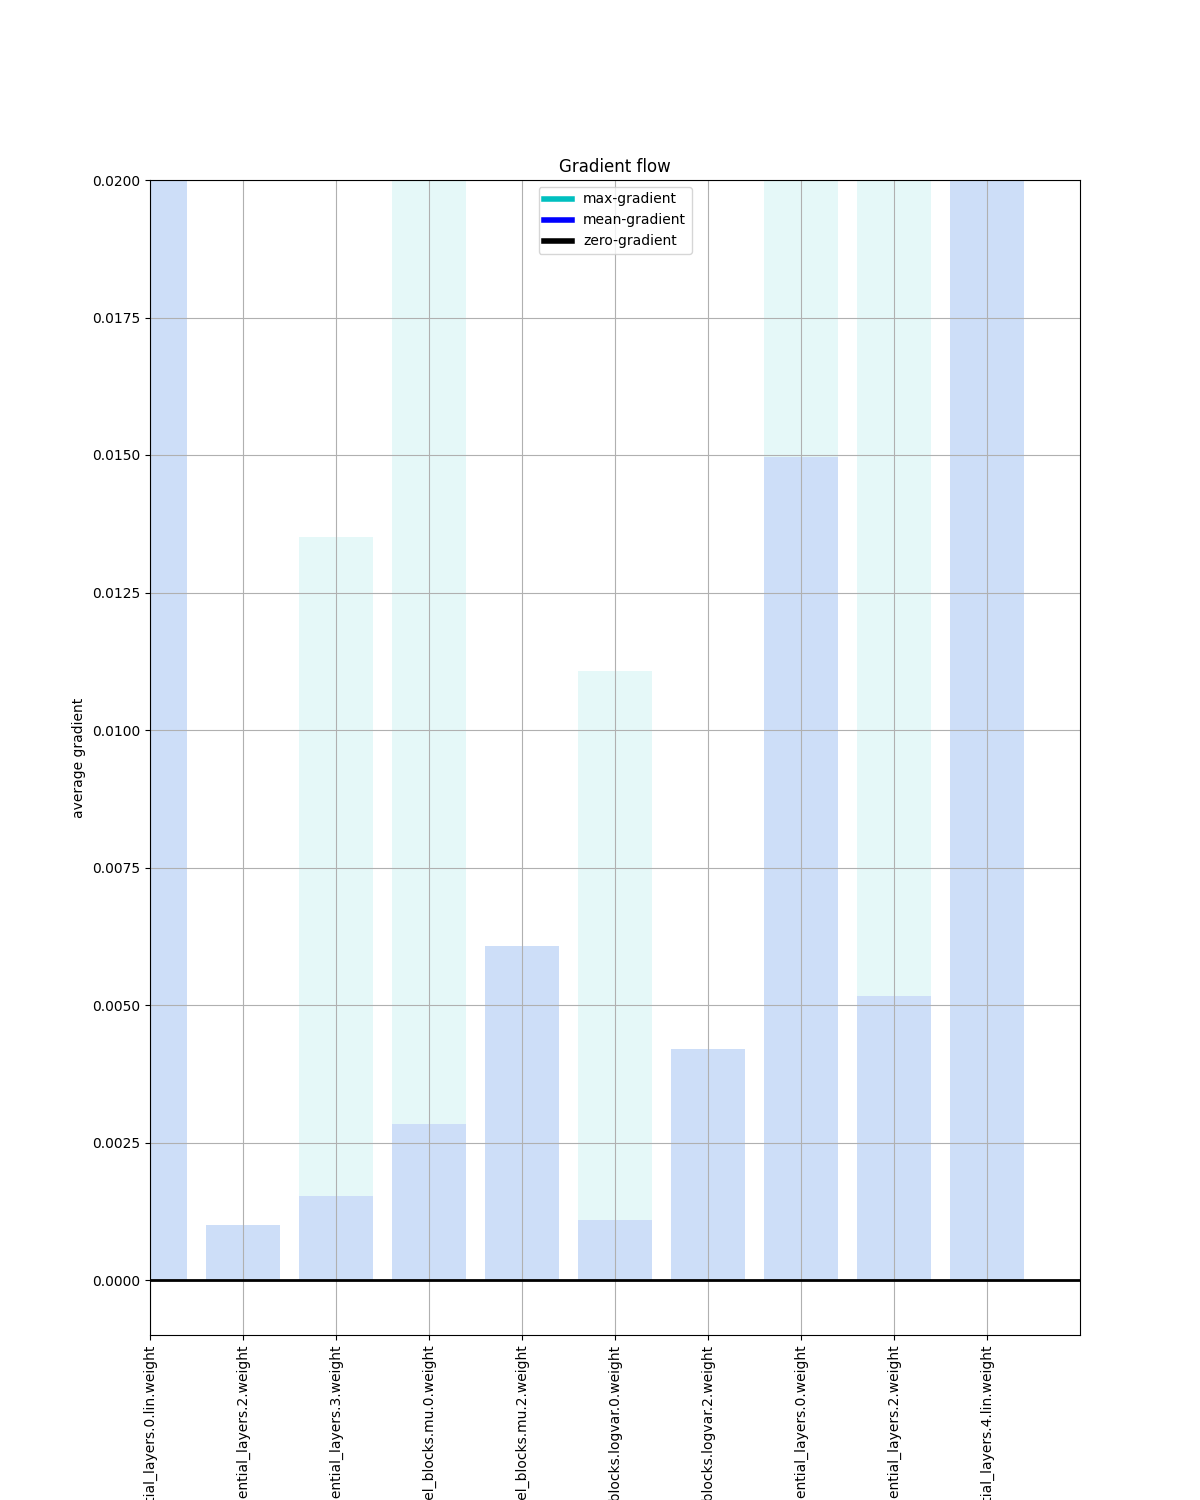 Gradient flow
max-gradient
mean-gradient
zero-gradient
0.0200
0.0175
0.0150
0.0125
0.0100
0.0075
0.0050
0.0025
0.0000
average gradient
tial_layers.0.lin.weight
ential_layers.2.weight
ential_layers.3.weight
el_blocks.mu.0.weight
el_blocks.mu.2.weight
blocks.logvar.0.weight
blocks.logvar.2.weight
ential_layers.0.weight
ential_layers.2.weight
tial_layers.4.lin.weight